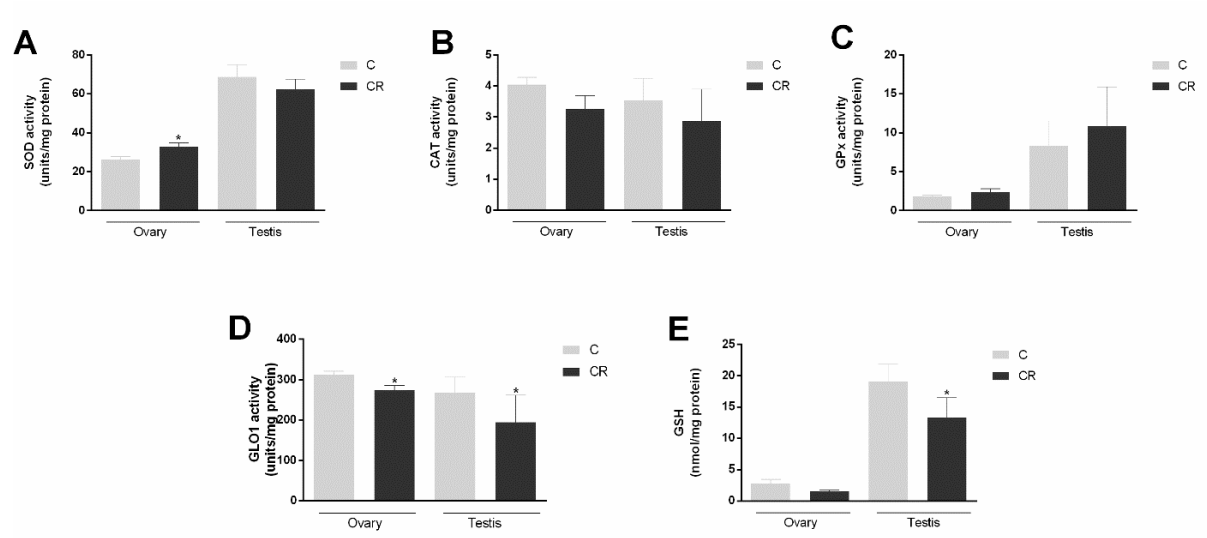 A
SOD activity
(units/mg protein)
80
60
40
20
0
*
Ovary
Testis
C
CR
B
CAT activity
(units/mg protein)
5
4
3
2
1
0
Ovary
Testis
C
CR
C
GPx activity
(units/mg protein)
20
15
10
5
0
Ovary
Testis
C
CR
D
GLO1 activity
(units/mg protein)
400
300
200
100
0
*
*
Ovary
Testis
C
CR
E
GSH
(nmol/mg protein)
25
20
15
10
5
0
*
Ovary
Testis
C
CR